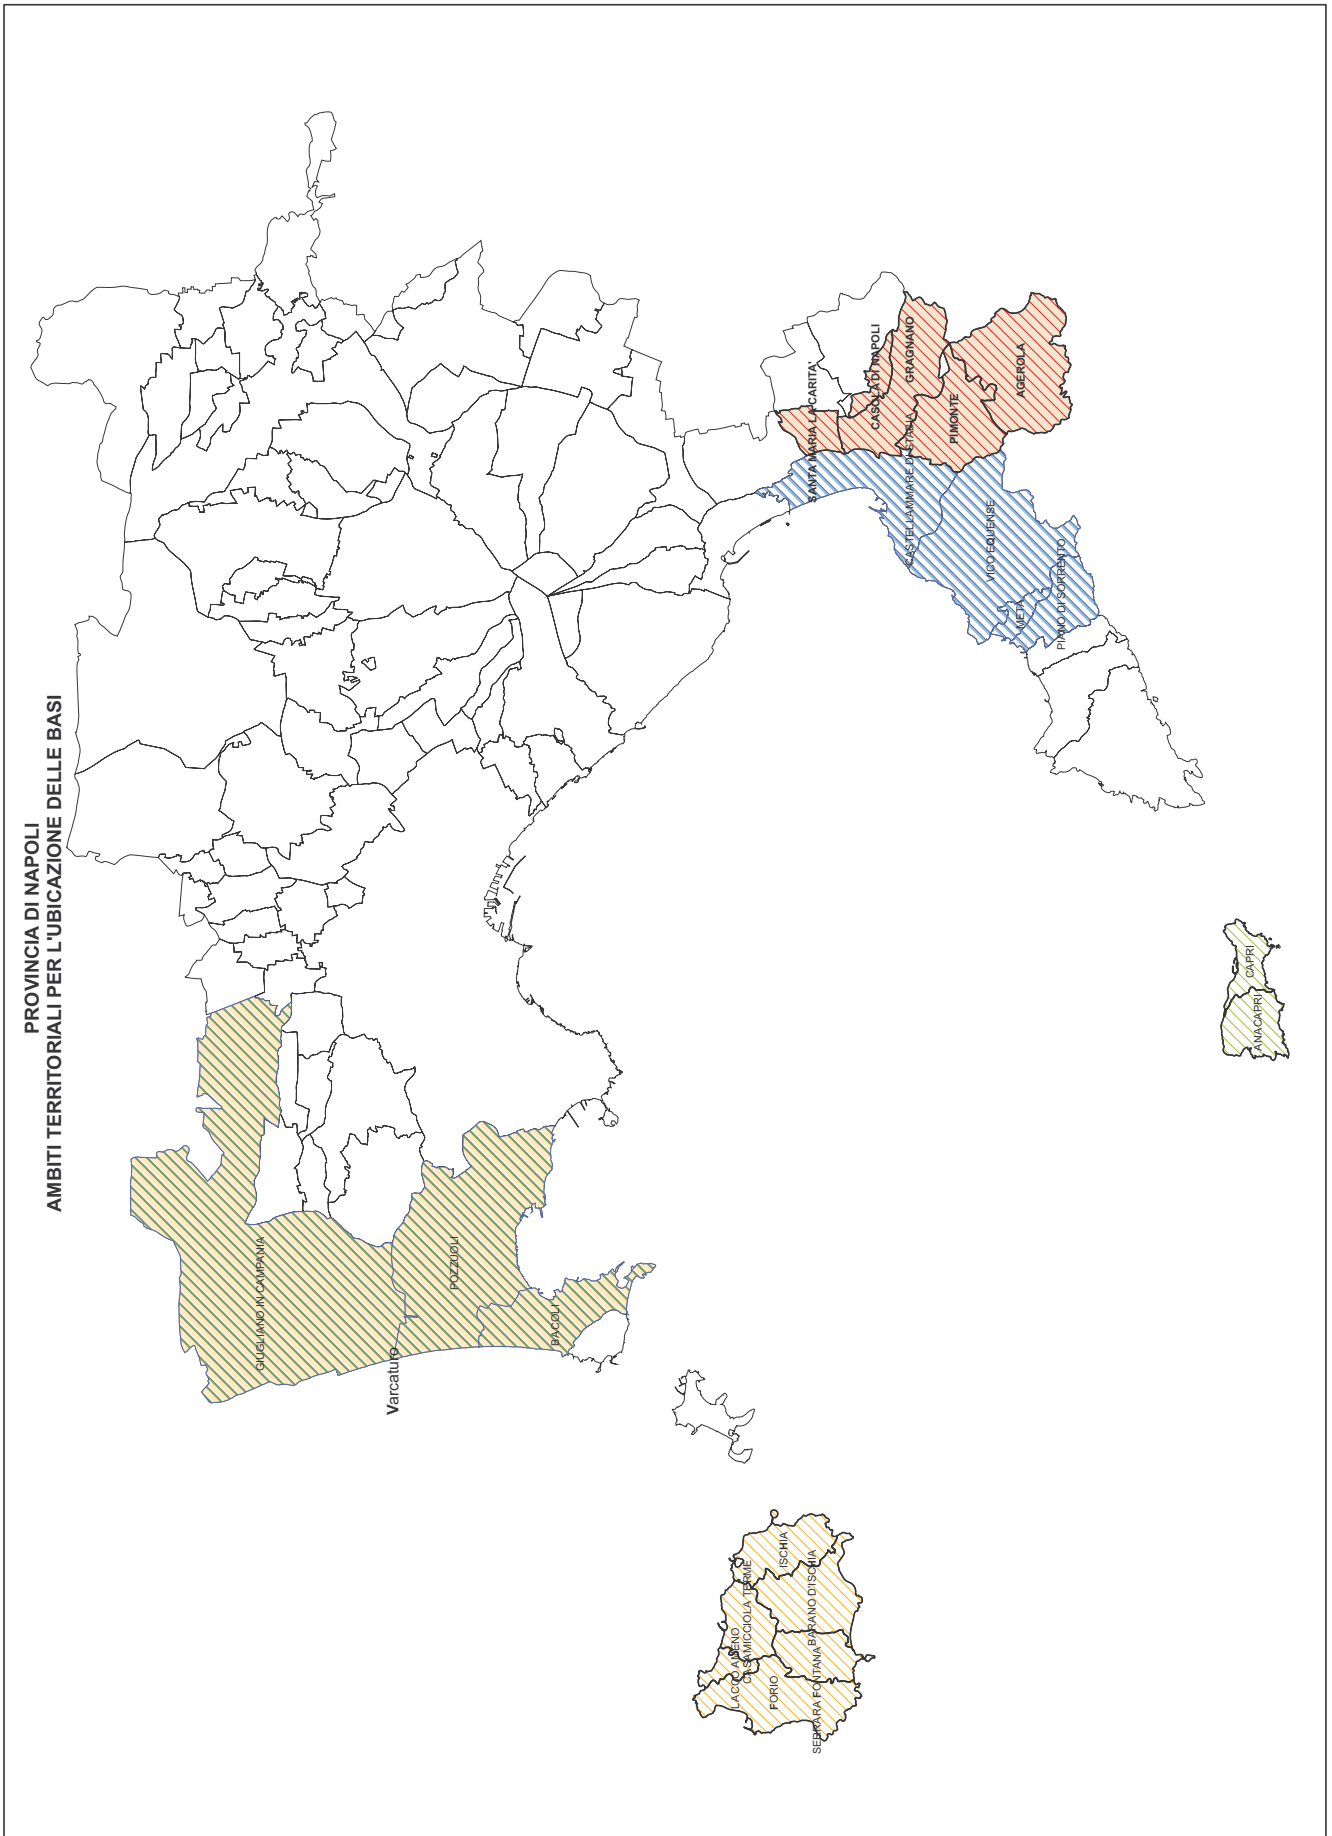 PROVINCIA DI NAPOLI
AMBITI TERRITORIALI PER L'UBICAZIONE DELLE BASI
GIUGLIANO IN CAMPANIA
Varcaturo
POZZUOLI
BACOLI
LACCO AMENO
CASAMICCIOLA TERME
FORIO
ISCHIA
SERRARA FONTANA
BARANO D'ISCHIA
SANTA MARIA LA CARITA'
CASOLA DI NAPOLI
CASTELLAMMARE DI STABIA
GRAGNANO
PIMONTE
AGEROLA
VICO EQUENSE
META
PIANO DI SORRENTO
ANACAPRI
CAPRI